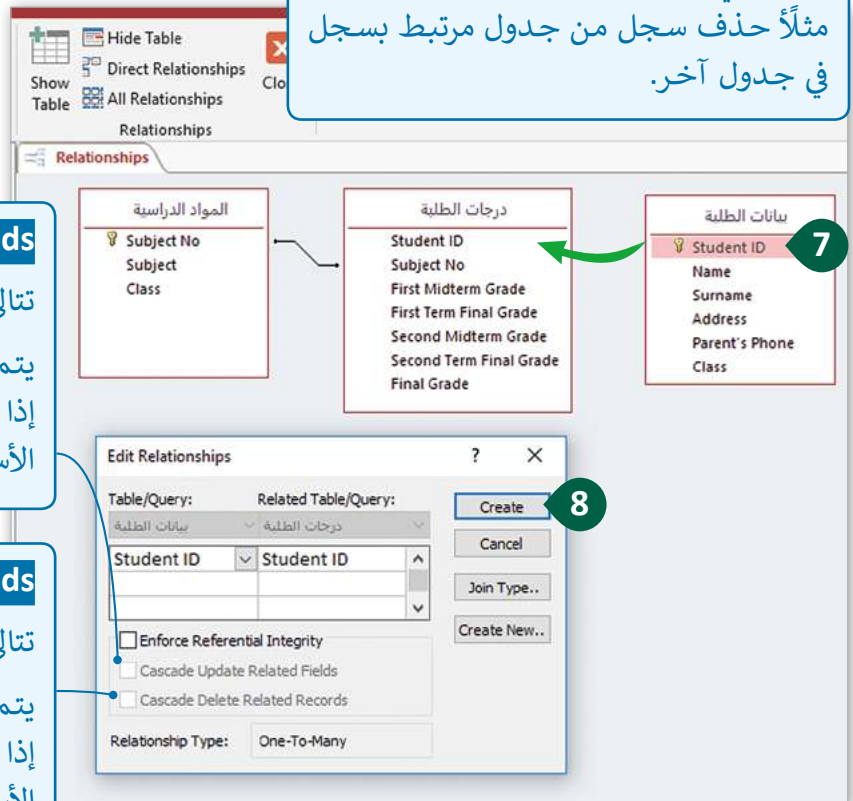 مثلًا حذف سجل من جدول مرتبط بسجل
في جدول آخر.
Hide Table
Direct Relationships
All Relationships
Show
Table
Clo
Relationships
Relationships
المواد الدراسية
Subject No
Subject
Class
درجات الطلبة
Student ID
Subject No
First Midterm Grade
First Term Final Grade
Second Midterm Grade
Second Term Final Grade
Final Grade
بيانات الطلبة
Student ID
Name
Surname
Address
Parent's Phone
Class
7
ds
تتالي
يتم
إذا
ds
تتالي
يتم
إذا
Edit Relationships
? X
Table/Query:
Related Table/Query:
بيانات الطلبة
درجات الطلبة
Student ID
Student ID
Enforce Referential Integrity
Cascade Update Related Fields
Cascade Delete Related Records
Relationship Type:
One-To-Many
Create
8
Cancel
Join Type..
Create New..